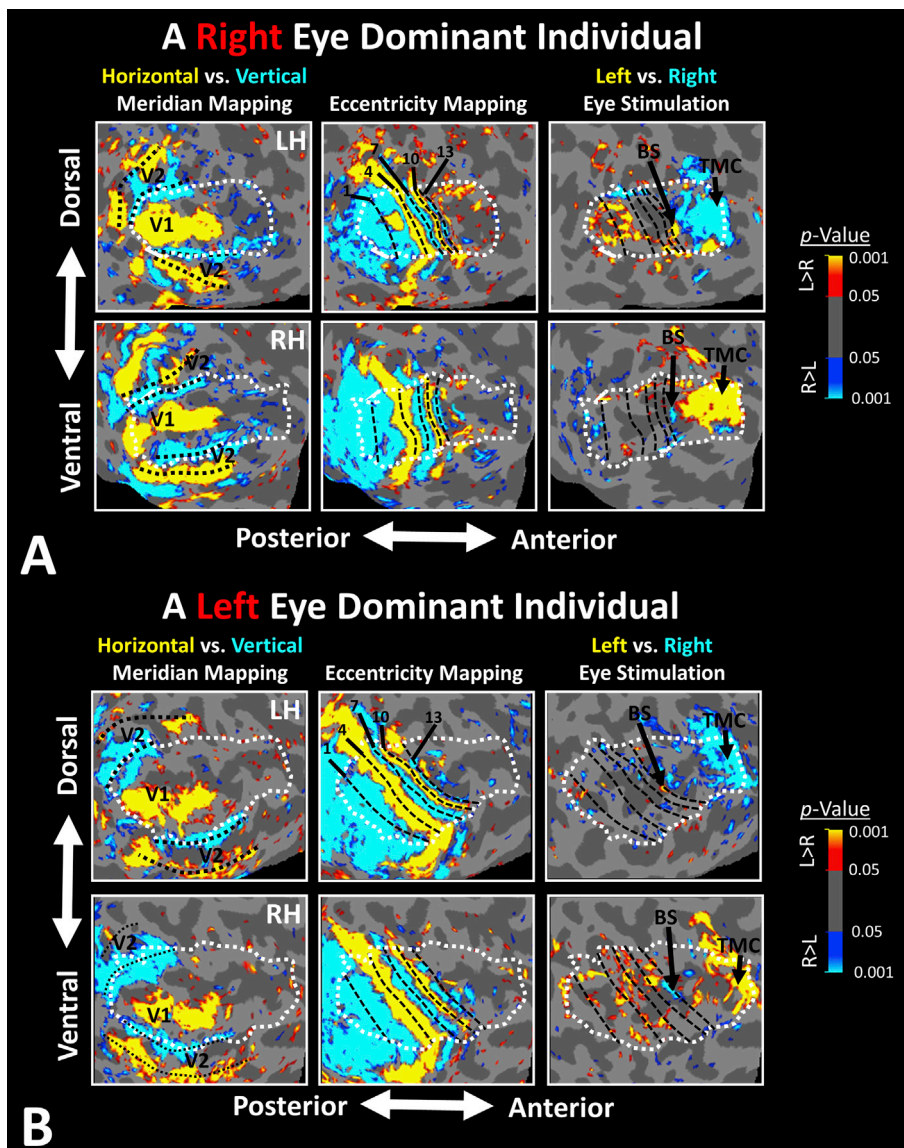 A Right Eye Dominant Individual
Horizontal vs. Vertical
Meridian Mapping
Eccentricity Mapping
Left vs. Right
Eye Stimulation
Dorsal
Ventral
LH
V2
V1
V2
1
4
7
10
13
BS
TMC
RH
V2
V1
V2
BS
TMC
p-Value
L>R
R>L
0.001
0.05
0.05
0.001
Posterior
Anterior
A
A Left Eye Dominant Individual
Horizontal vs. Vertical
Meridian Mapping
Eccentricity Mapping
Left vs. Right
Eye Stimulation
Dorsal
Ventral
LH
V2
V1
V2
1
4
7
10
13
BS
TMC
RH
V2
V1
V2
BS
TMC
p-Value
L>R
R>L
0.001
0.05
0.05
0.001
Posterior
Anterior
B